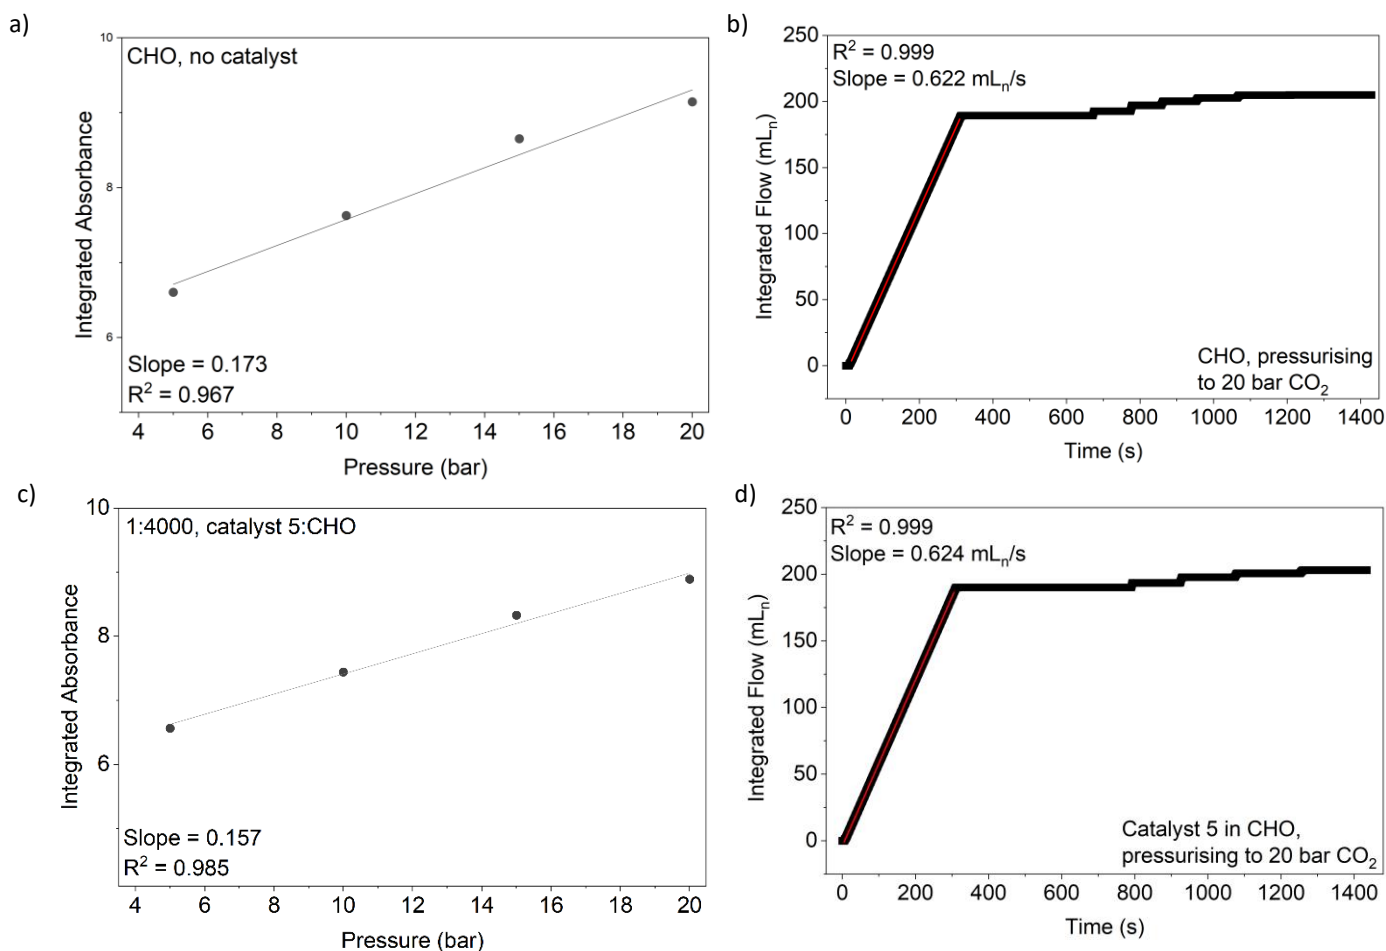 a)
10
CHO, no catalyst
8
6
Integrated Absorbance
Slope = 0.173
R² = 0.967
4 6 8 10 12 14 16 18 20
Pressure (bar)
b)
250
R² = 0.999
Slope = 0.622 mLₙ/s
200
150
100
50
0
Integrated Flow (mLₙ)
CHO, pressurising
to 20 bar CO₂
0 200 400 600 800 1000 1200 1400
Time (s)
c)
10
1:4000, catalyst 5:CHO
8
6
Integrated Absorbance
Slope = 0.157
R² = 0.985
4 6 8 10 12 14 16 18 20
Pressure (bar)
d)
250
R² = 0.999
Slope = 0.624 mLₙ/s
200
150
100
50
0
Integrated Flow (mLₙ)
Catalyst 5 in CHO,
pressurising to 20 bar CO₂
0 200 400 600 800 1000 1200 1400
Time (s)